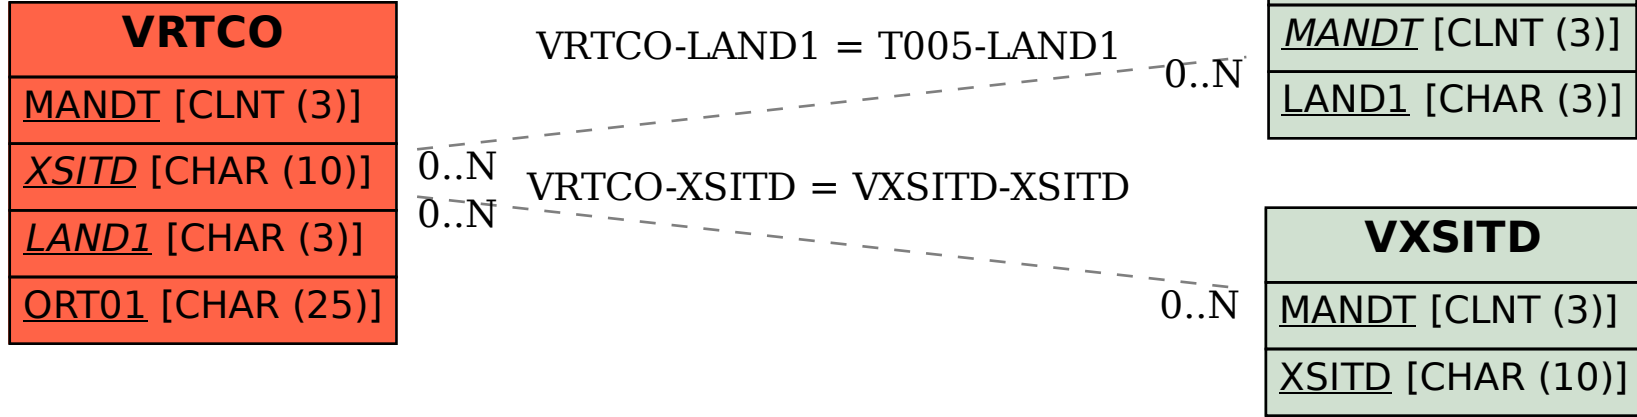 VRTCO
MANDT [CLNT (3)]
XSITD [CHAR (10)]
LAND1 [CHAR (3)]
ORT01 [CHAR (25)]
VRTCO-LAND1 = T005-LAND1
0..N
0..N
VRTCO-XSITD = VXSITD-XSITD
0..N
0..N
MANDT [CLNT (3)]
LAND1 [CHAR (3)]
VXSITD
MANDT [CLNT (3)]
XSITD [CHAR (10)]